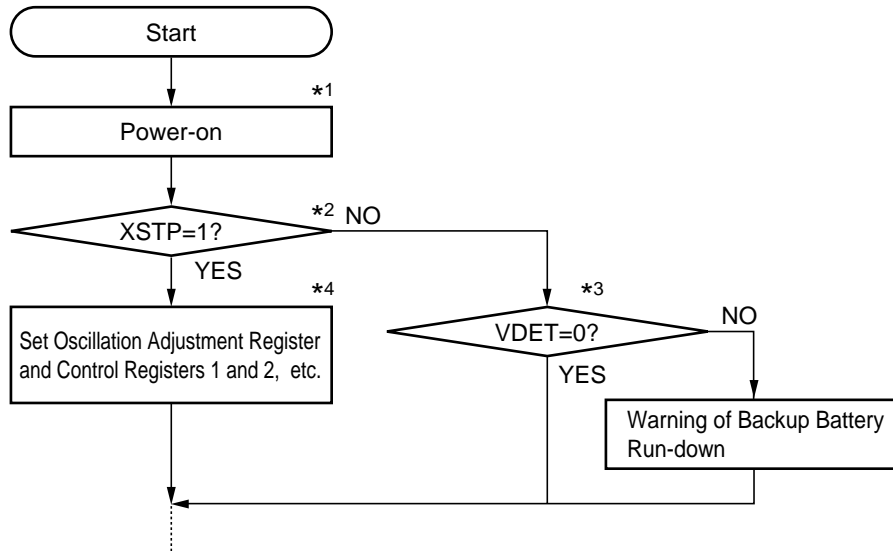 Start
*1
Power-on
*2
NO
XSTP=1?
YES
*4
*3
Set Oscillation Adjustment Register
and Control Registers 1 and 2, etc.
VDET=0?
NO
YES
Warning of Backup Battery
Run-down